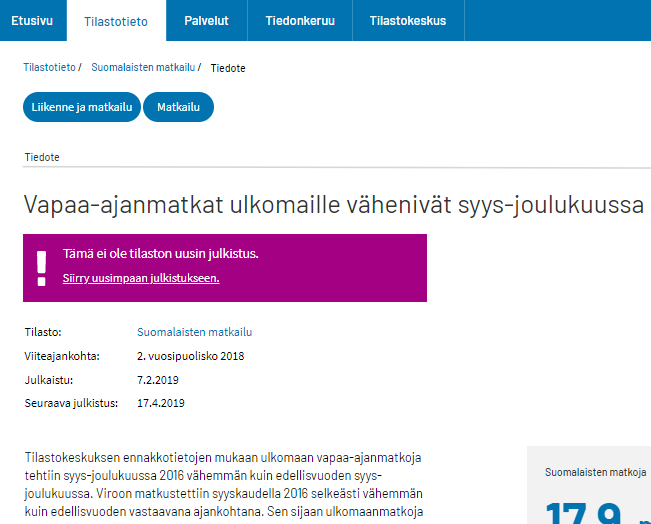 Etusivu Tilastotieto Palvelut Tiedonkeruu Tilastokeskus
Tilastotieto / Suomalaisten matkailu / Tiedote
Liikenne ja matkailu Matkailu
Tiedote
Vapaa-ajanmatkat ulkomaille vähenivät syys-joulukuussa
Tämä ei ole tilaston uusin julkistus.
Siirry uusimpaan julkistukseen.
Tilasto: Suomalaisten matkailu
Viiteajankohta: 2. vuosipuolisko 2018
Julkaistu: 7.2.2019
Seuraava julkistus: 17.4.2019
Tilastokeskuksen ennakkotietojen mukaan ulkomaan vapaa-ajanmatkoja
tehtiin syys-joulukuussa 2016 vähemmän kuin edellisvuoden syys-
joulukuussa. Viroon matkustettiin syyskaudella 2016 selkeästi vähemmän
kuin edellisvuoden vastaavana ajankohtana. Sen sijaan ulkomaanmatkoja
Suomalaisten matkoja
17,9